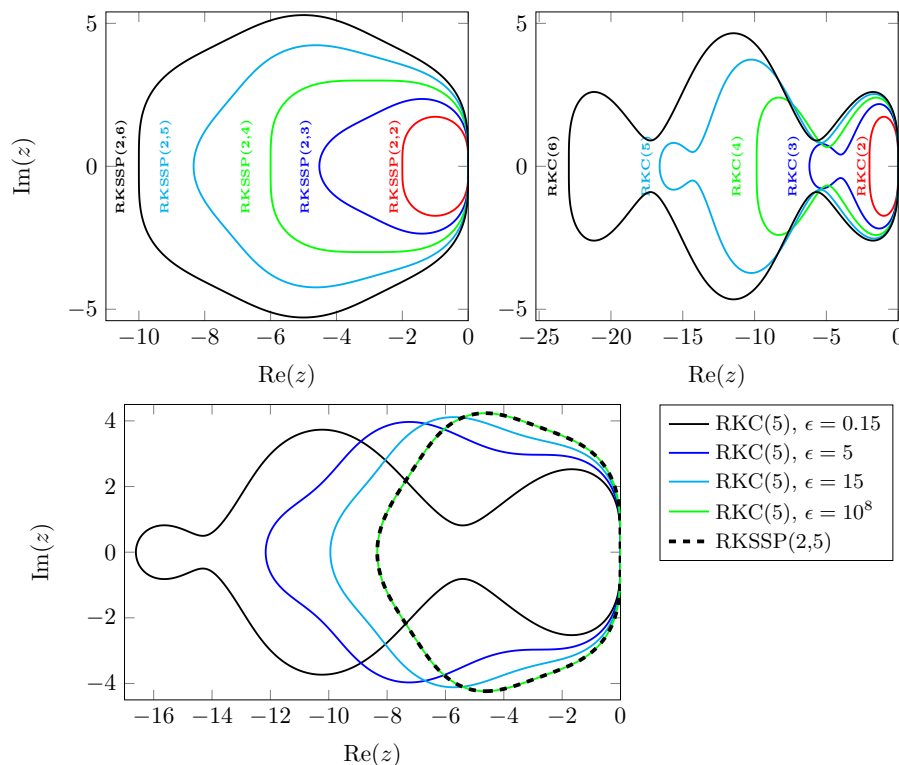 5
0
−5
Im(z)
RKSSP(2,6)
RKSSP(2,5)
RKSSP(2,4)
RKSSP(2,3)
RKSSP(2,2)
−10 −8 −6 −4 −2 0
Re(z)
5
0
−5
RKC(6)
RKC(5)
RKC(4)
RKC(3)
RKC(2)
−25 −20 −15 −10 −5 0
Re(z)
4
2
0
−2
−4
Im(z)
−16 −14 −12 −10 −8 −6 −4 −2 0
Re(z)
RKC(5), ϵ = 0.15
RKC(5), ϵ = 5
RKC(5), ϵ = 15
RKC(5), ϵ = 10⁸
RKSSP(2,5)